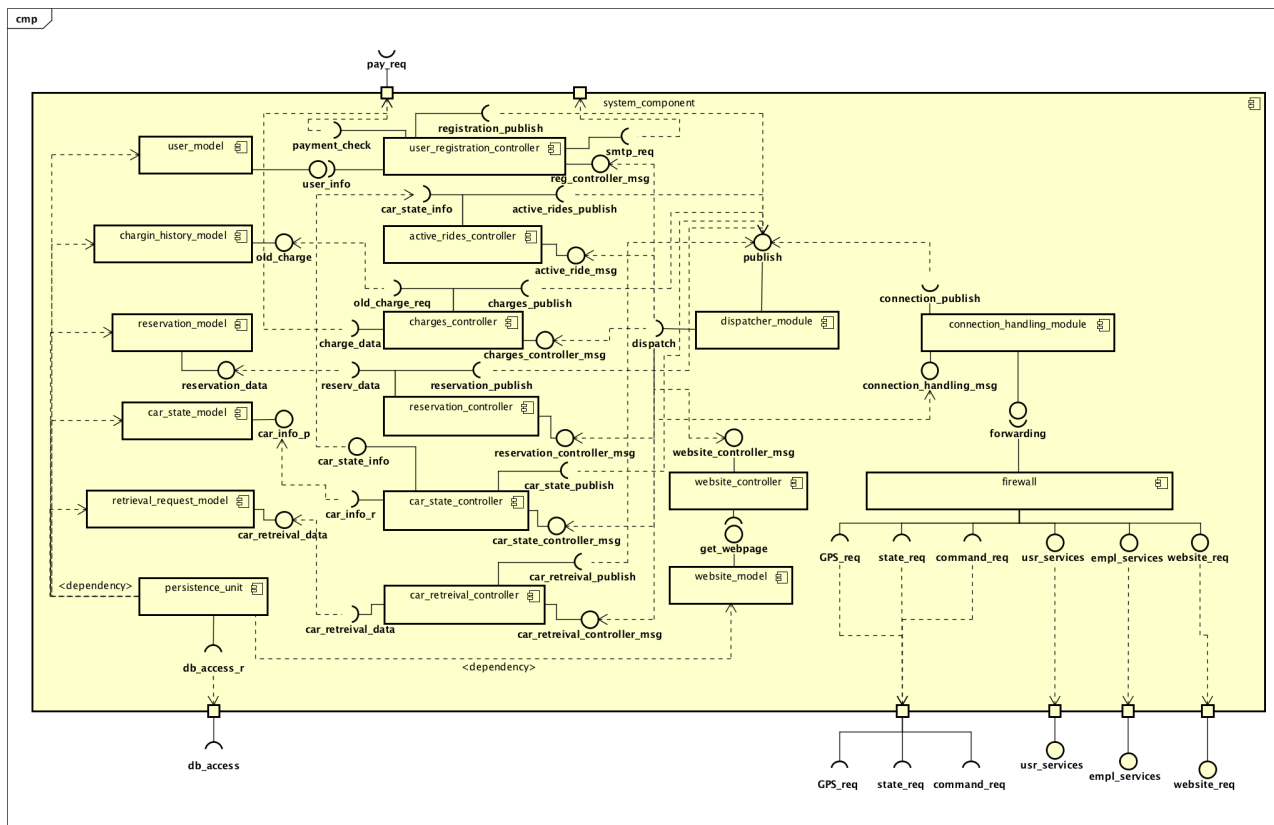 cmp
pay_req
system_component
registration_publish
payment_check
user_model
user_registration_controller
smtp_req
reg_controller_msg
user_info
car_state_info
active_rides_publish
chargin_history_model
active_rides_controller
old_charge
publish
active_ride_msg
connection_publish
old_charge_req
charges_publish
reservation_model
charges_controller
dispatcher_module
connection_handling_module
charge_data
dispatch
charges_controller_msg
reservation_data
reserv_data
reservation_publish
connection_handling_msg
car_state_model
reservation_controller
car_info_p
forwarding
car_state_info
reservation_controller_msg
website_controller_msg
car_state_publish
website_controller
firewall
retrieval_request_model
car_state_controller
car_info_r
car_retreival_data
car_state_controller_msg
get_webpage
GPS_req
state_req
command_req
usr_services
empl_services
website_req
car_retreival_publish
<dependency>
persistence_unit
car_retreival_controller
website_model
car_retreival_data
car_retreival_controller_msg
db_access_r
<dependency>
db_access
usr_services
empl_services
GPS_req
state_req
command_req
website_req